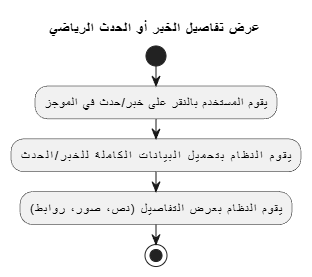 عرض تفاصيل الخبر أو الحدث الرياضي
يقوم المستخدم بالنقر على خبر/حدث في الموجز
يقوم النظام بتحميل البيانات الكاملة للخبر/الحدث
يقوم النظام بعرض التفاصيل (نص، صور، روابط)